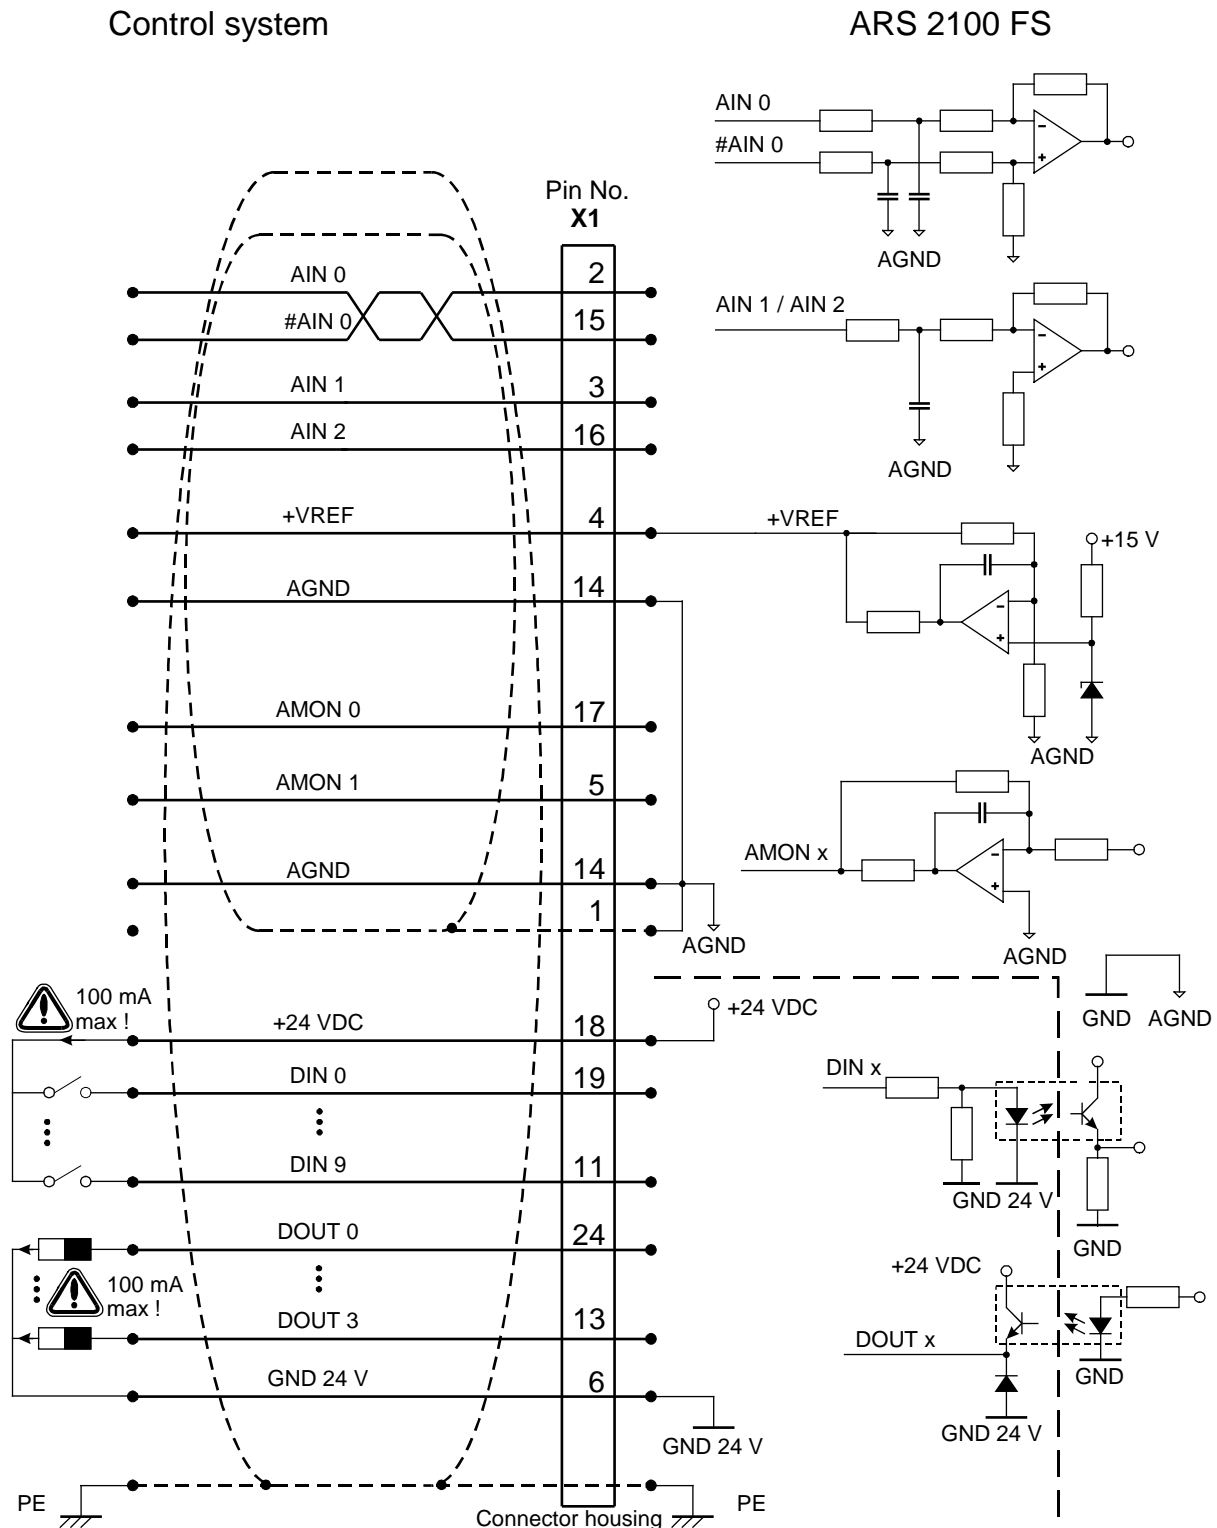 Control system
ARS 2100 FS
Pin No.
X1
AIN 0
2
#AIN 0
15
AIN 1
3
AIN 2
16
+VREF
4
AGND
14
AMON 0
17
AMON 1
5
AGND
14
1
AGND
100 mA
max !
+24 VDC
18
+24 VDC
DIN 0
19
DIN 9
11
DOUT 0
24
100 mA
max !
DOUT 3
13
GND 24 V
6
GND 24 V
PE
PE
Connector housing
AIN 0
#AIN 0
-
+
AGND
AIN 1 / AIN 2
-
+
AGND
+VREF
+15 V
-
+
AGND
AMON x
-
+
AGND
GND
AGND
DIN x
GND 24 V
GND
+24 VDC
DOUT x
GND
GND 24 V